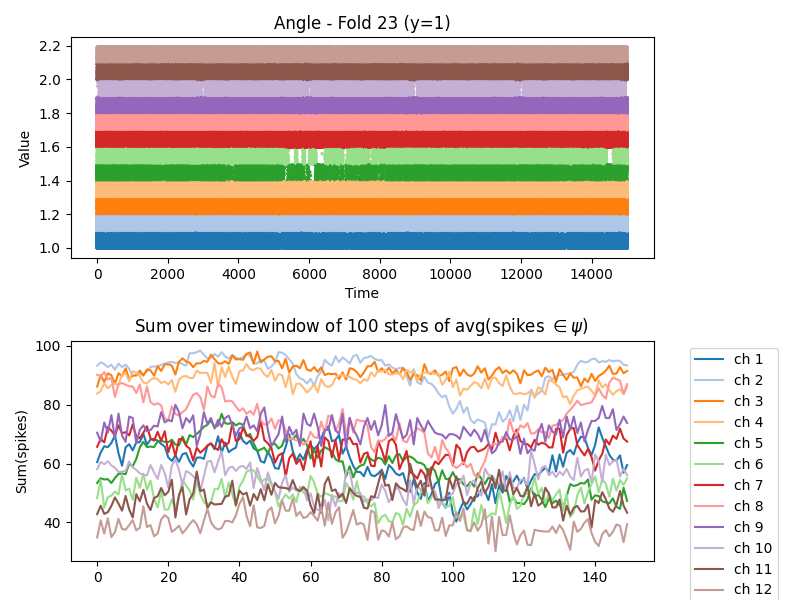 Angle - Fold 23 (y=1)
2.2
2.0
1.8
1.6
1.4
1.2
1.0
Value
0 2000 4000 6000 8000 10000 12000 14000
Time
Sum over timewindow of 100 steps of avg(spikes ∈ ψ)
100
80
60
40
Sum(spikes)
0 20 40 60 80 100 120 140
ch 1
ch 2
ch 3
ch 4
ch 5
ch 6
ch 7
ch 8
ch 9
ch 10
ch 11
ch 12